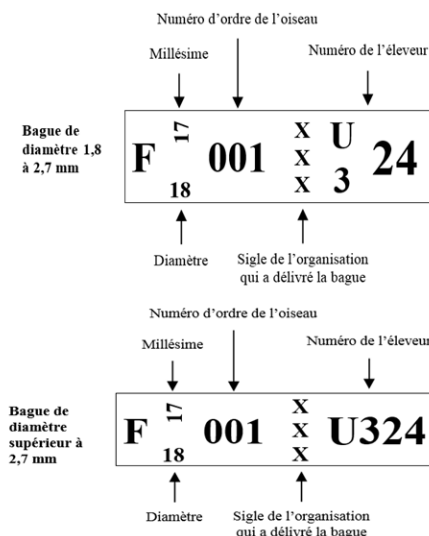 Numéro d'ordre de l'oiseau
Millésime
Numéro de l'éleveur
Bague de
diamètre 1,8
à 2,7 mm
F 17 18 001 X X X U 3 24
Diamètre
Sigle de l'organisation
qui a délivré la bague
Numéro d'ordre de l'oiseau
Millésime
Numéro de l'éleveur
Bague de
diamètre
supérieur à
2,7 mm
F 17 18 001 X X X U324
Diamètre
Sigle de l'organisation
qui a délivré la bague